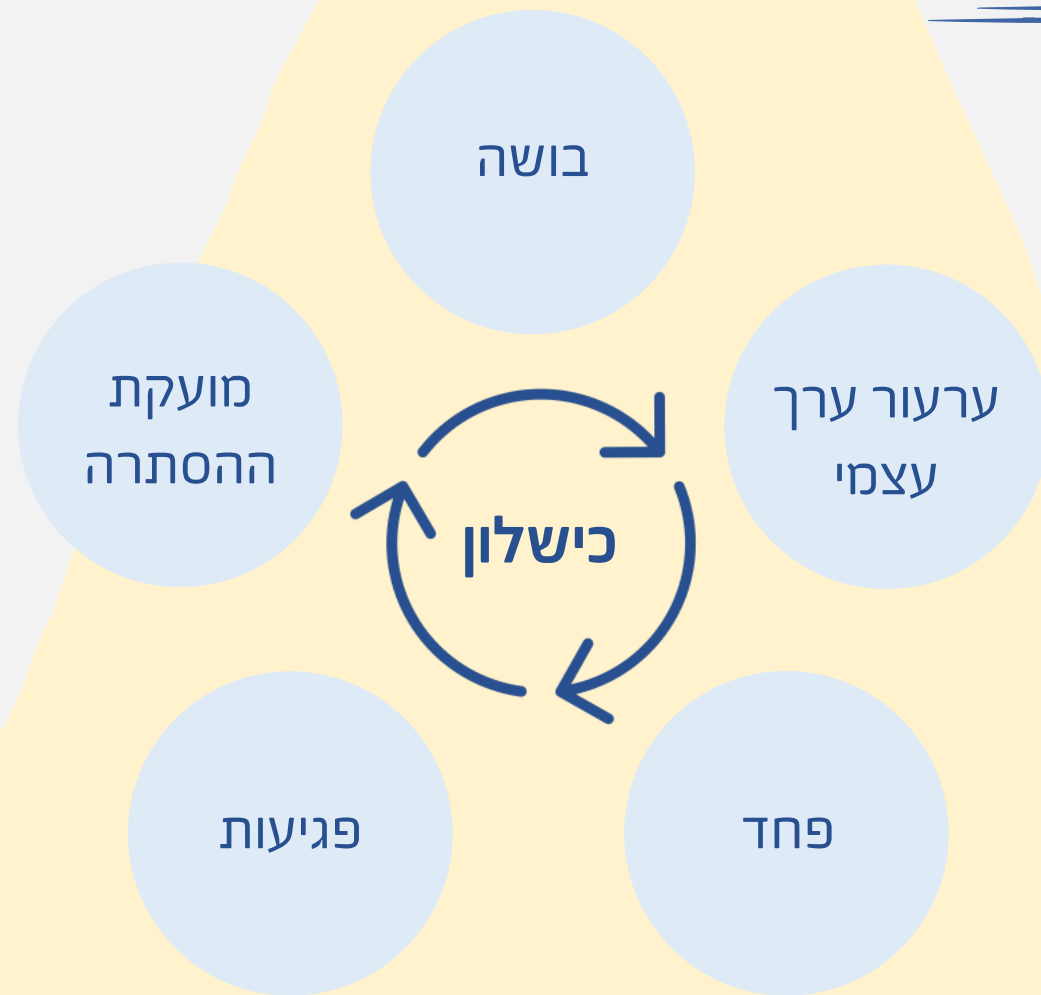 בושה
ערעור ערך
עצמי
מועקת
ההסתרה
כישלון
פחד
פגיעות